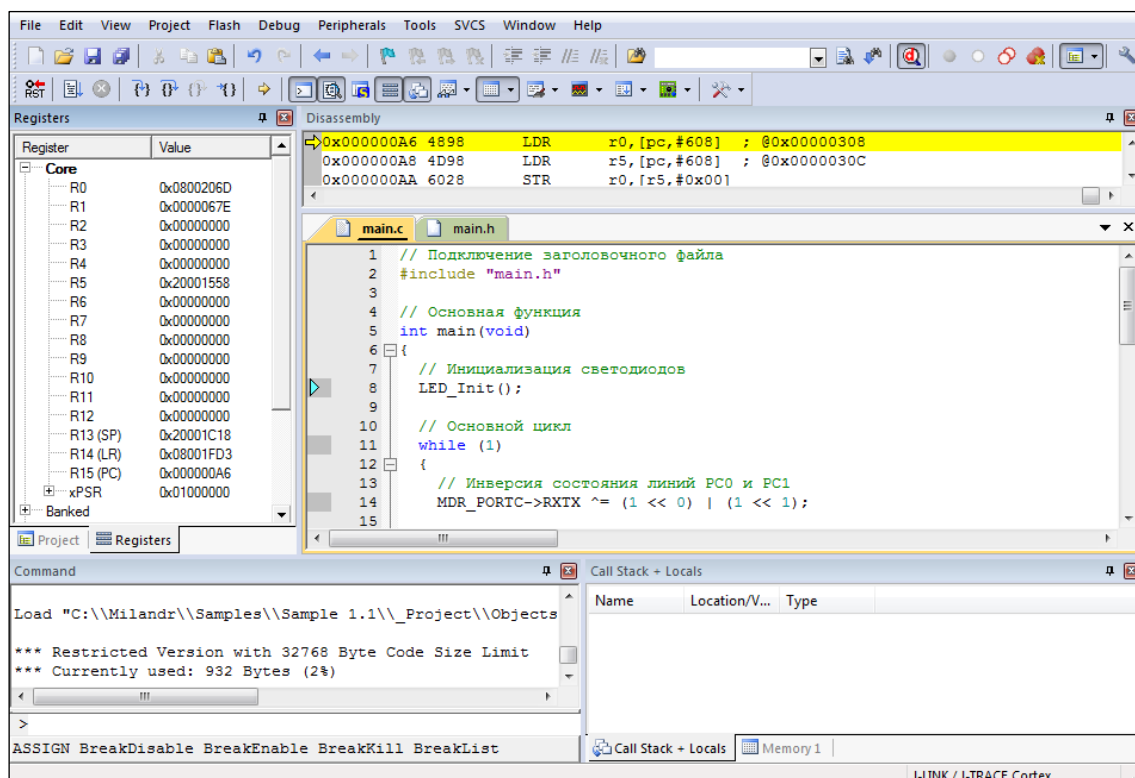 File Edit View Project Flash Debug Peripherals Tools SVCS Window Help
RST
Registers
Register Value
Core
R0 0x0800206D
R1 0x0000067E
R2 0x00000000
R3 0x00000000
R4 0x00000000
R5 0x20001558
R6 0x00000000
R7 0x00000000
R8 0x00000000
R9 0x00000000
R10 0x00000000
R11 0x00000000
R12 0x00000000
R13 (SP) 0x20001C18
R14 (LR) 0x08001FD3
R15 (PC) 0x000000A6
xPSR 0x01000000
Banked
Project Registers
Disassembly
0x000000A6 4898 LDR r0,[pc,#608] ; @0x00000308
0x000000A8 4D98 LDR r5,[pc,#608] ; @0x0000030C
0x000000AA 6028 STR r0,[r5,#0x00]
main.c main.h
1 // Подключение заголовочного файла
2 #include "main.h"
3
4 // Основная функция
5 int main(void)
6 {
7 // Инициализация светодиодов
8 LED_Init();
9
10 // Основной цикл
11 while (1)
12 {
13 // Инверсия состояния линий PC0 и PC1
14 MDR_PORTC->RXTX ^= (1 << 0) | (1 << 1);
15
Command
Load "C:\\Milandr\\Samples\\Sample 1.1\\_Project\\Objects
*** Restricted Version with 32768 Byte Code Size Limit
*** Currently used: 932 Bytes (2%)
>
ASSIGN BreakDisable BreakEnable BreakKill BreakList
Call Stack + Locals
Name Location/V... Type
Call Stack + Locals Memory 1
J-LINK / J-TRACE Cortex